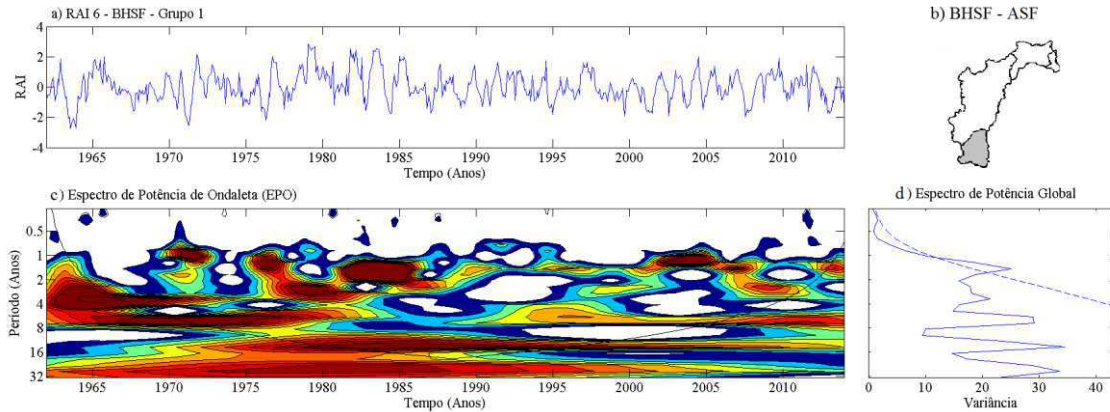 a) RAI 6 - BHSF - Grupo 1
4
2
0
-2
-4
RAI
1965 1970 1975 1980 1985 1990 1995 2000 2005 2010
Tempo (Anos)
b) BHSF - ASF
c ) Espectro de Potência de Ondaleta (EPO)
0.5
1
2
4
8
16
32
Período (Anos)
1965 1970 1975 1980 1985 1990 1995 2000 2005 2010
Tempo (Anos)
d ) Espectro de Potência Global
0 10 20 30 40
Variância